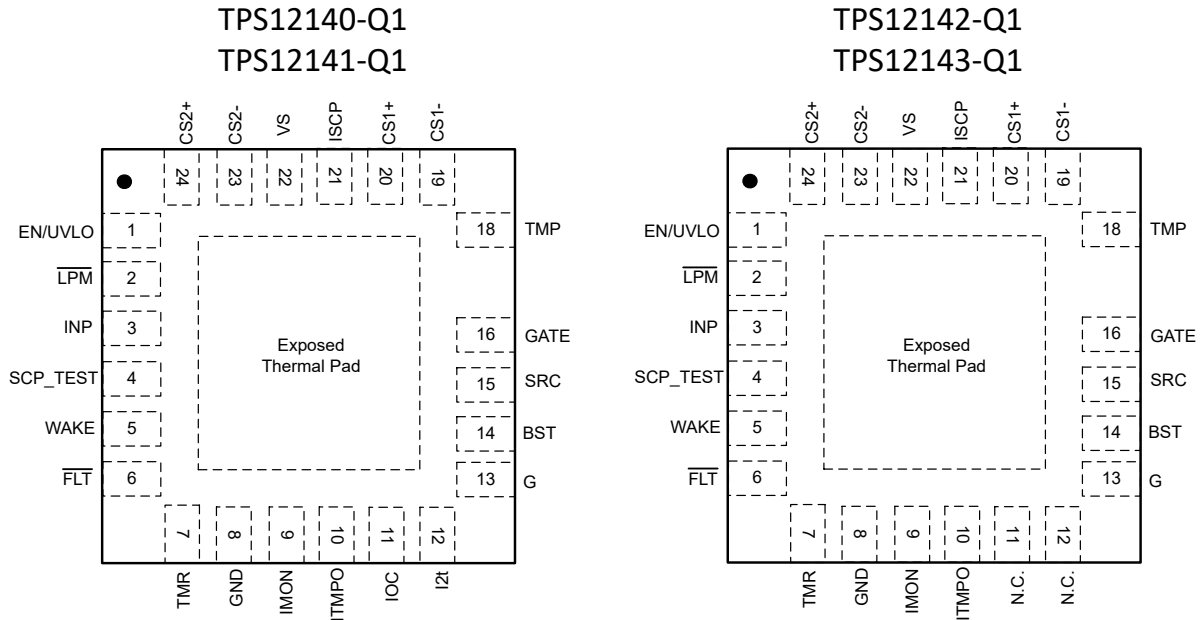 TPS12140-Q1
TPS12141-Q1
CS2+ CS2- VS ISCP CS1+ CS1-
24 23 22 21 20 19
EN/UVLO 1
LPM 2
INP 3
SCP_TEST 4
WAKE 5
FLT 6
18 TMP
16 GATE
15 SRC
14 BST
13 G
Exposed
Thermal Pad
7 8 9 10 11 12
TMR GND IMON ITMPO IOC I2t
TPS12142-Q1
TPS12143-Q1
CS2+ CS2- VS ISCP CS1+ CS1-
24 23 22 21 20 19
EN/UVLO 1
LPM 2
INP 3
SCP_TEST 4
WAKE 5
FLT 6
18 TMP
16 GATE
15 SRC
14 BST
13 G
Exposed
Thermal Pad
7 8 9 10 11 12
TMR GND IMON ITMPO N.C. N.C.